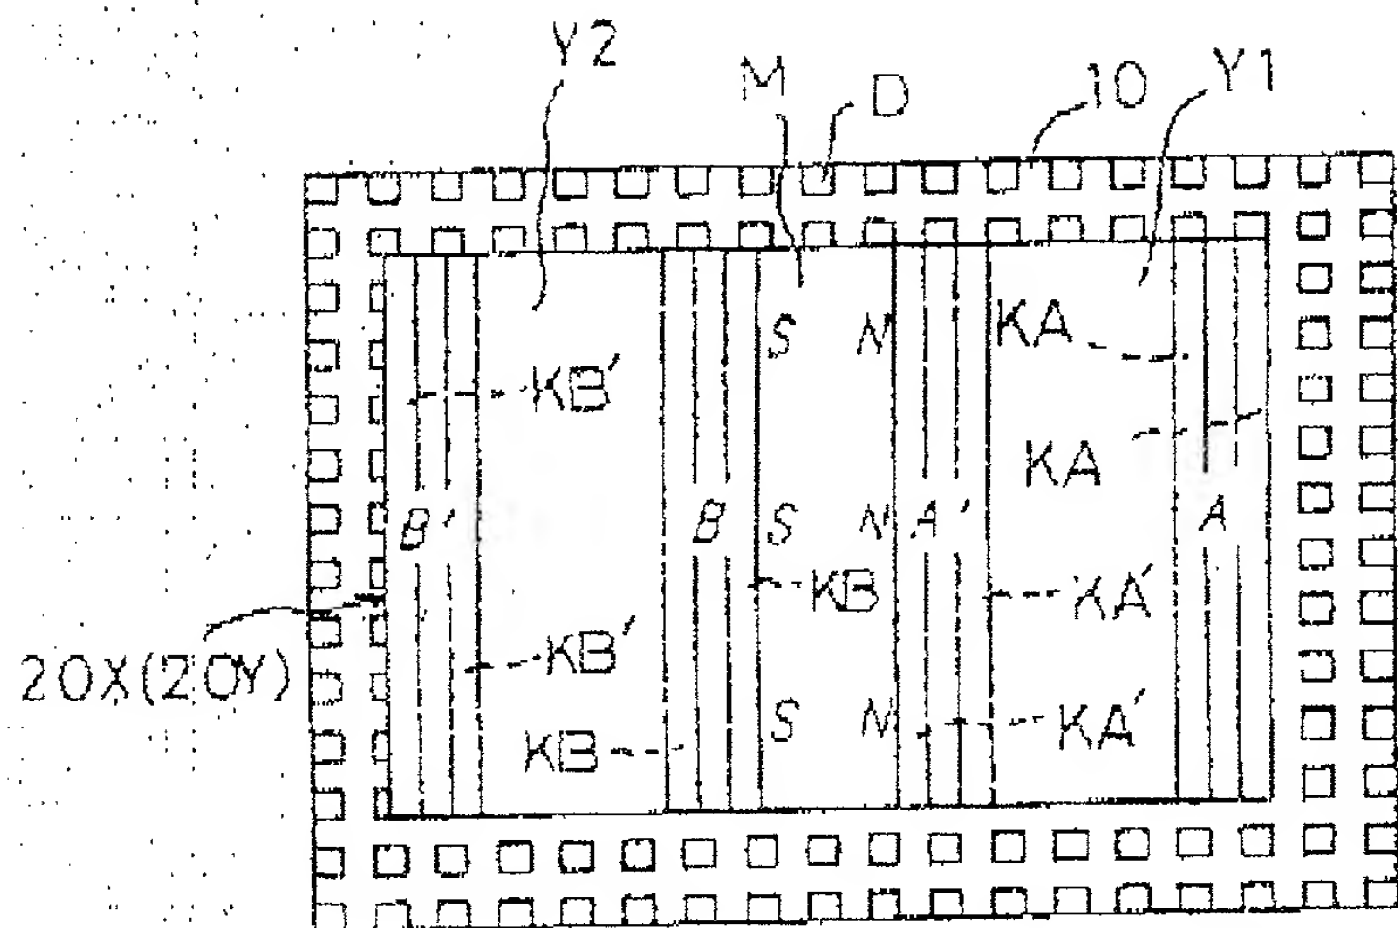 Y2
M
D
10
Y1
S N KA
KB′
KA
B′ B S N A′ A
KB KA′
KB′
20X(20Y)
S N KA′
KB